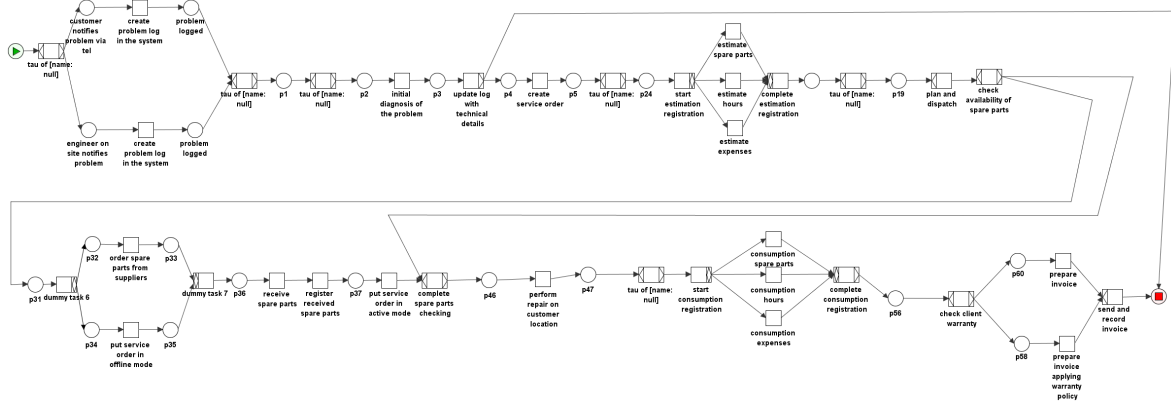 customer
notifies
problem via
tel
create
problem log
in the system
problem
logged
tau of [name:
null]
engineer on
site notifies
problem
create
problem log
in the system
problem
logged
tau of [name:
null]
p1
tau of [name:
null]
p2
initial
diagnosis of
the problem
p3
update log
with
technical
details
p4
create
service order
p5
tau of [name:
null]
p24
start
estimation
registration
estimate
spare parts
estimate
hours
estimate
expenses
complete
estimation
registration
tau of [name:
null]
p19
plan and
dispatch
check
availability of
spare parts
p31
dummy task 6
p32
order spare
parts from
suppliers
p33
p34
put service
order in
offline mode
p35
dummy task 7
p36
receive
spare parts
register
received
spare parts
p37
put service
order in
active mode
complete
spare parts
checking
p46
perform
repair on
customer
location
p47
tau of [name:
null]
start
consumption
registration
consumption
spare parts
consumption
hours
consumption
expenses
complete
consumption
registration
p56
check client
warranty
p60
prepare
invoice
p58
prepare
invoice
applying
warranty
policy
send and
record
invoice